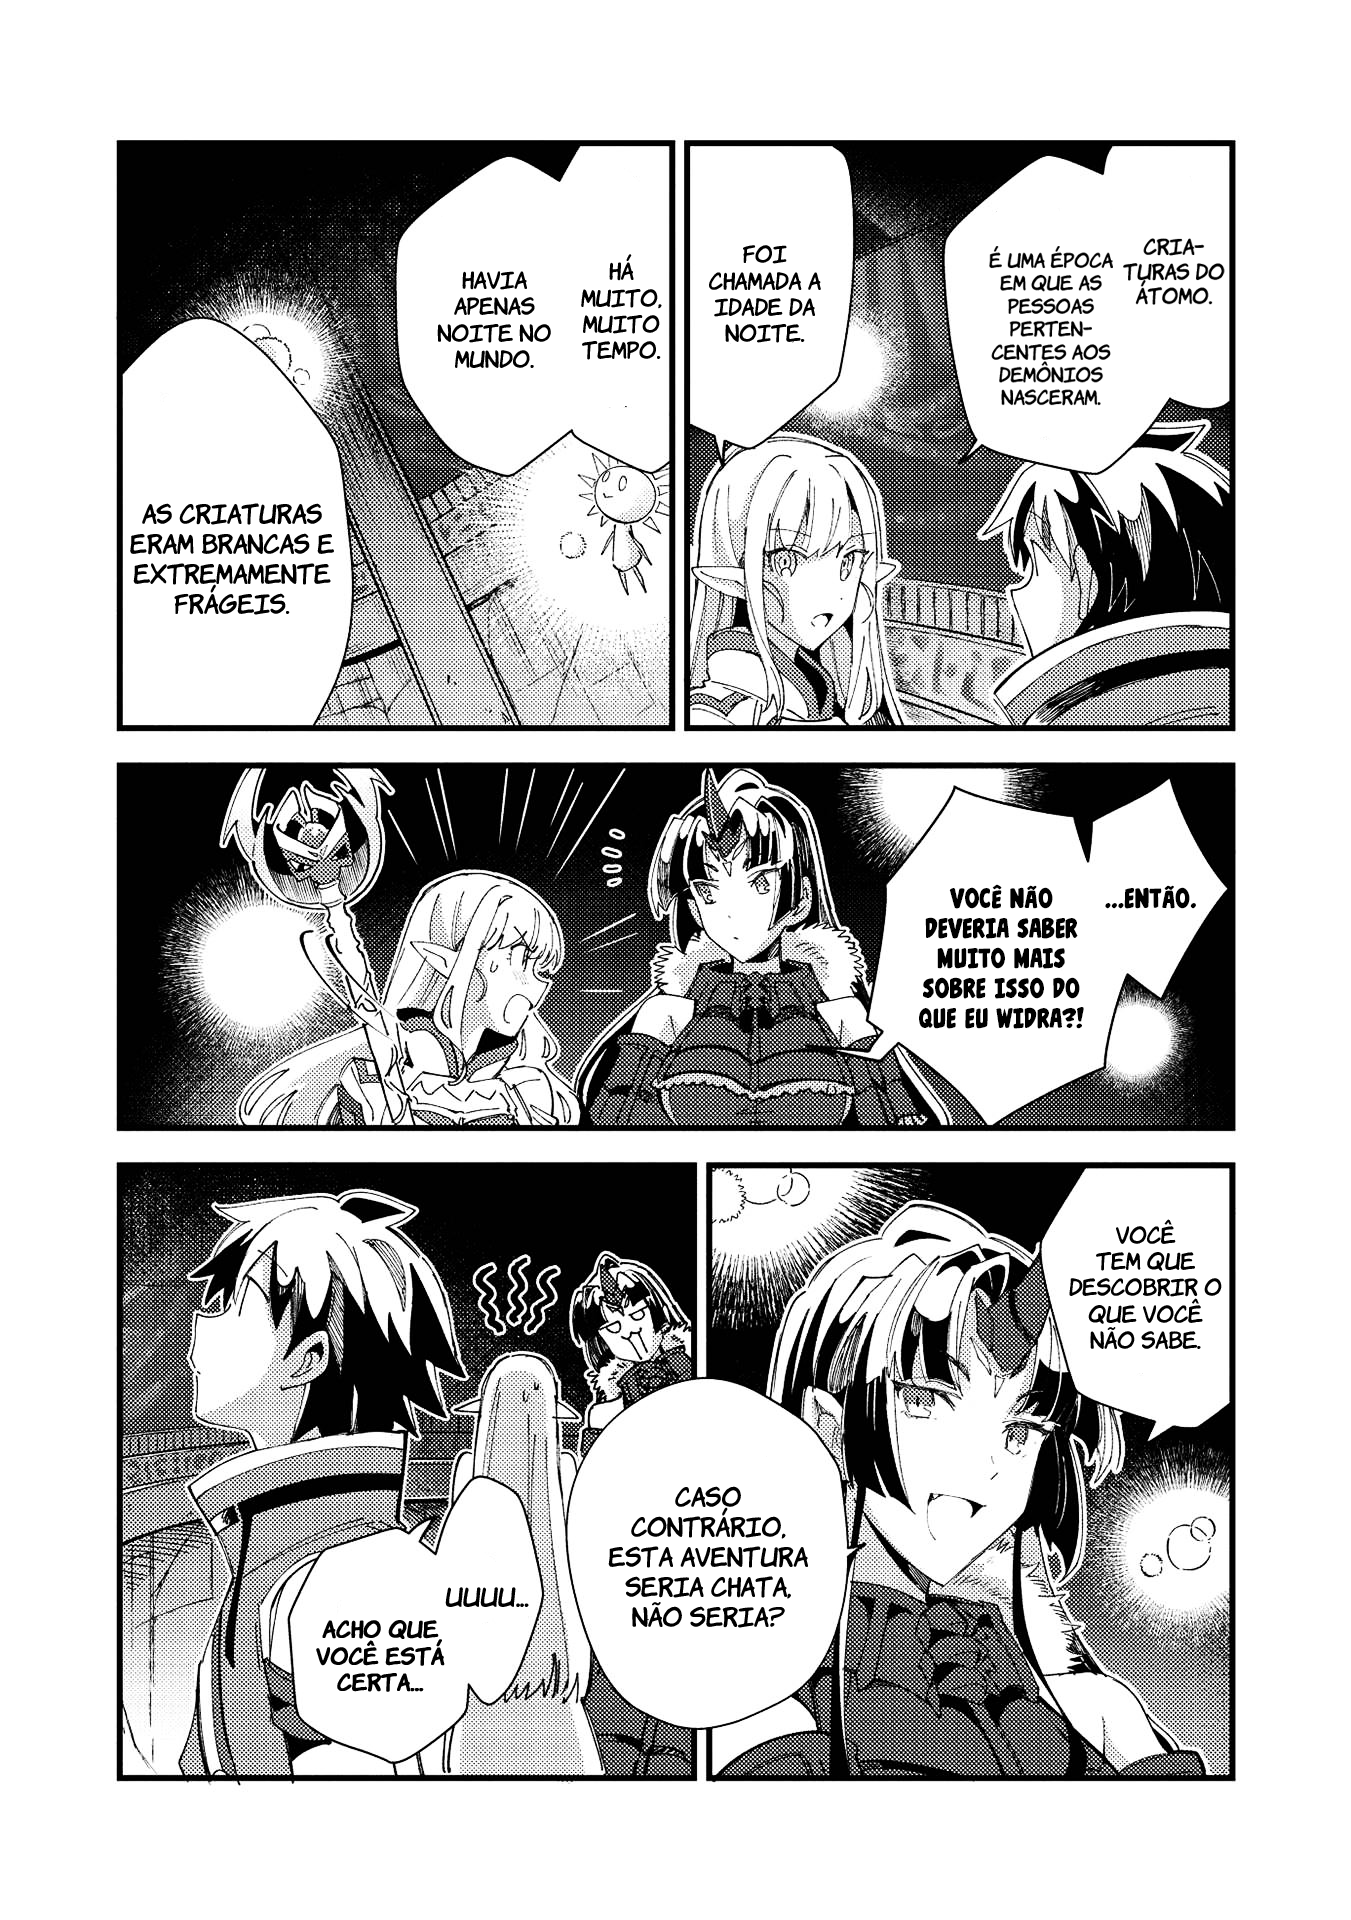 CRIA-
TURAS DO
ÁTOMO.
É UMA ÉPOCA
EM QUE AS
PESSOAS
PERTEN-
CENTES AOS
DEMÔNIOS
NASCERAM.
FOI
CHAMADA A
IDADE DA
NOITE.
HÁ
MUITO,
MUITO
TEMPO.
HAVIA
APENAS
NOITE NO
MUNDO.
AS CRIATURAS
ERAM BRANCAS E
EXTREMAMENTE
FRÁGEIS.
...ENTÃO.
VOCÊ NÃO
DEVERIA SABER
MUITO MAIS
SOBRE ISSO DO
QUE EU WIDRA?!
VOCÊ
TEM QUE
DESCOBRIR O
QUE VOCÊ
NÃO SABE.
CASO
CONTRÁRIO,
ESTA AVENTURA
SERIA CHATA,
NÃO SERIA?
UUUU...
ACHO QUE
VOCÊ ESTÁ
CERTA...